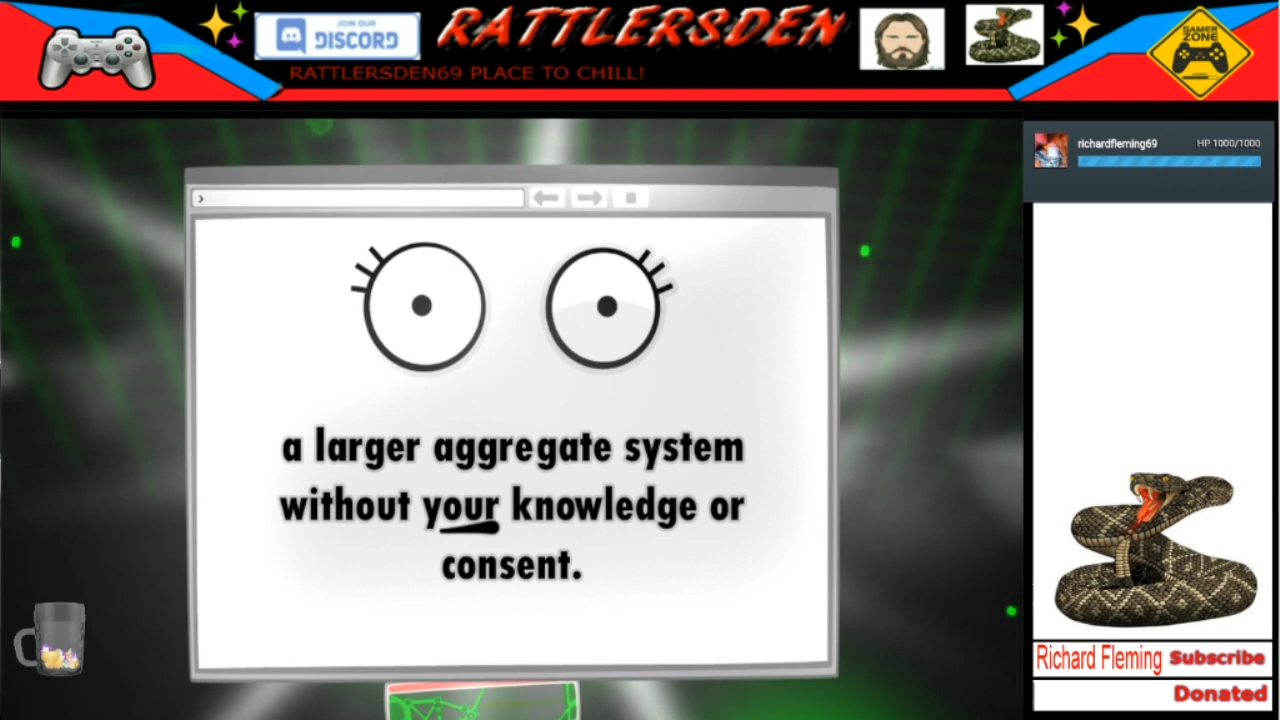 JOIN OUR
DISCORD
RATTLERSDEN
RATTLERSDEN69 PLACE TO CHILL!
GAMER
ZONE
richardfleming69
HP 1000/1000
>
a larger aggregate system
without your knowledge or
consent.
Richard Fleming
Subscribe
Donated